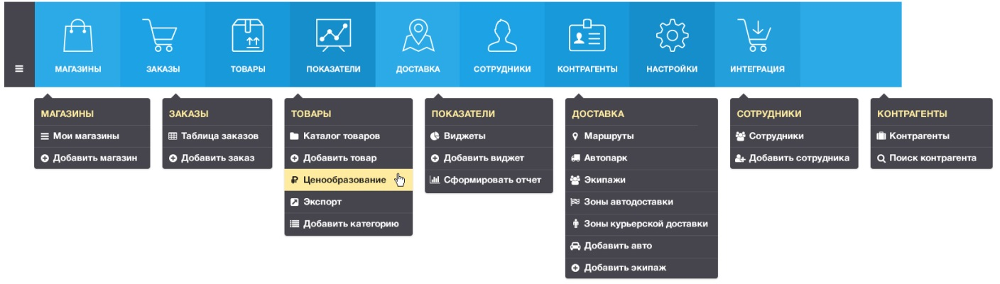 МАГАЗИНЫ
ЗАКАЗЫ
ТОВАРЫ
ПОКАЗАТЕЛИ
ДОСТАВКА
СОТРУДНИКИ
КОНТРАГЕНТЫ
НАСТРОЙКИ
ИНТЕГРАЦИЯ
МАГАЗИНЫ
Мои магазины
Добавить магазин
ЗАКАЗЫ
Таблица заказов
Добавить заказ
ТОВАРЫ
Каталог товаров
Добавить товар
₽ Ценообразование
Экспорт
Добавить категорию
ПОКАЗАТЕЛИ
Виджеты
Добавить виджет
Сформировать отчет
ДОСТАВКА
Маршруты
Автопарк
Экипажи
Зоны автодоставки
Зоны курьерской доставки
Добавить авто
Добавить экипаж
СОТРУДНИКИ
Сотрудники
Добавить сотрудника
КОНТРАГЕНТЫ
Контрагенты
Поиск контрагента